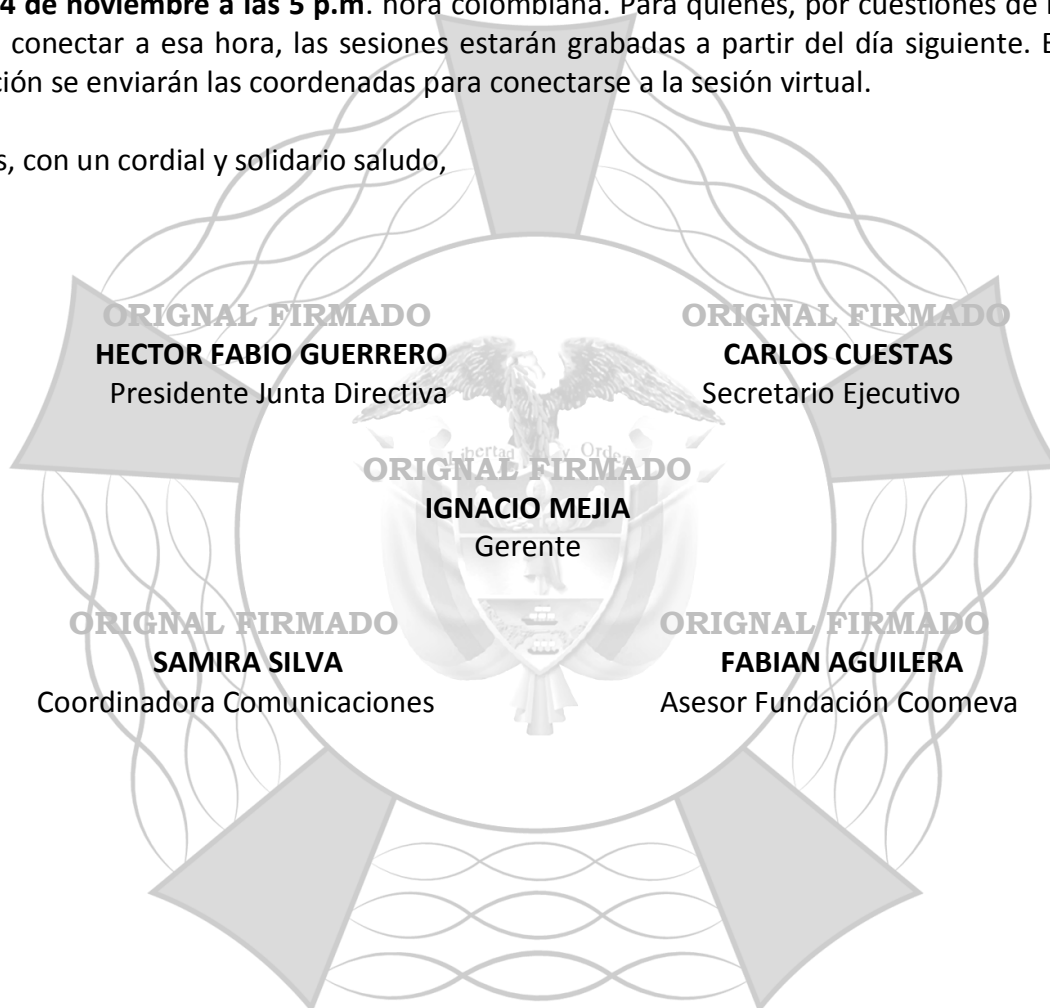 4 de noviembre a las 5 p.m. hora colombiana. Para quienes, por cuestiones de
conectar a esa hora, las sesiones estarán grabadas a partir del día siguiente.
ción se enviarán las coordenadas para conectarse a la sesión virtual.
s, con un cordial y solidario saludo,
ORIGNAL FIRMADO ORIGNAL FIRMADO
HECTOR FABIO GUERRERO CARLOS CUESTAS
Presidente Junta Directiva Secretario Ejecutivo
Libertad y Orden
ORIGNAL FIRMADO
IGNACIO MEJIA
Gerente
ORIGNAL FIRMADO ORIGNAL FIRMADO
SAMIRA SILVA FABIAN AGUILERA
Coordinadora Comunicaciones Asesor Fundación Coomeva